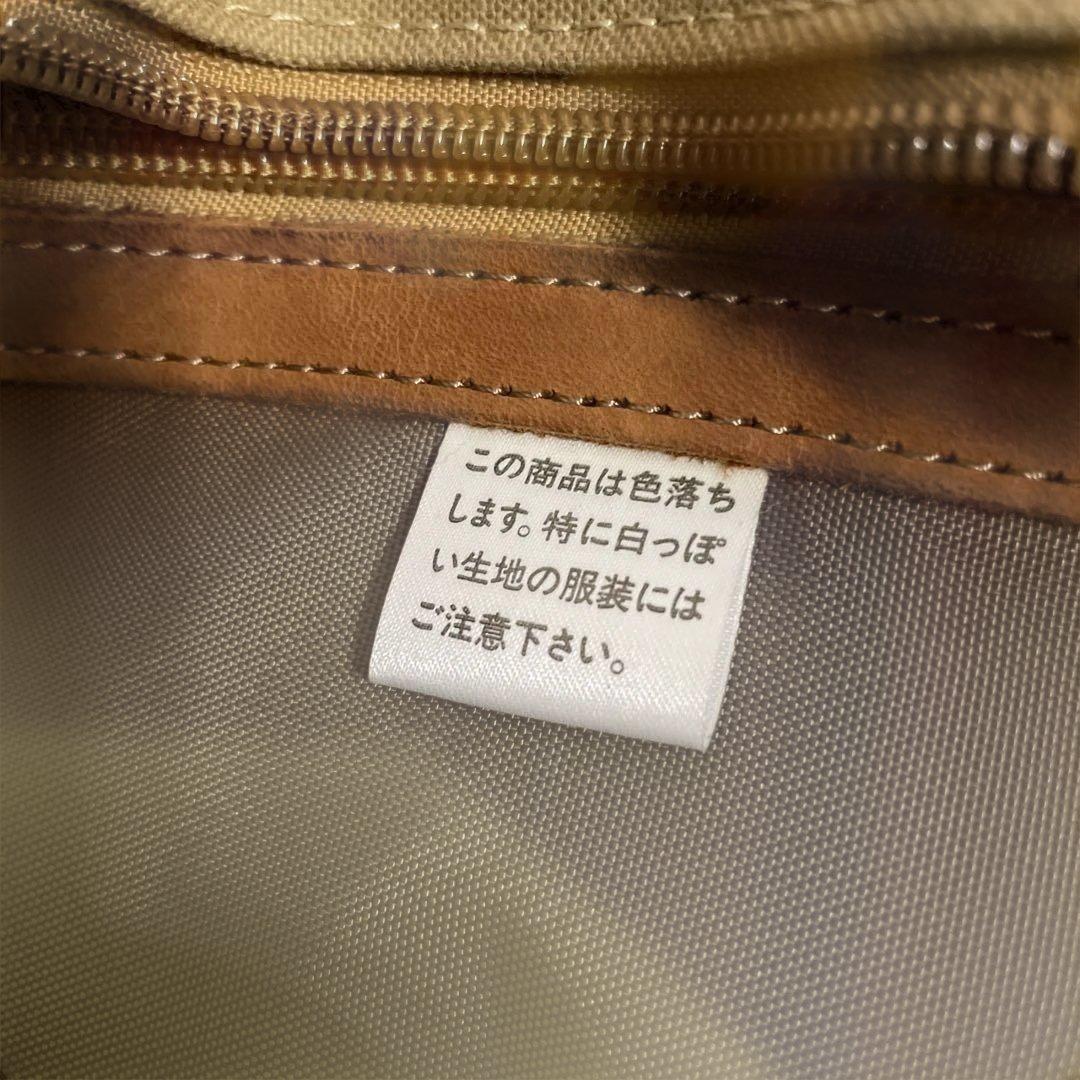 この商品は色落ち
します。特に白っぽ
い生地の服装には
ご注意下さい。